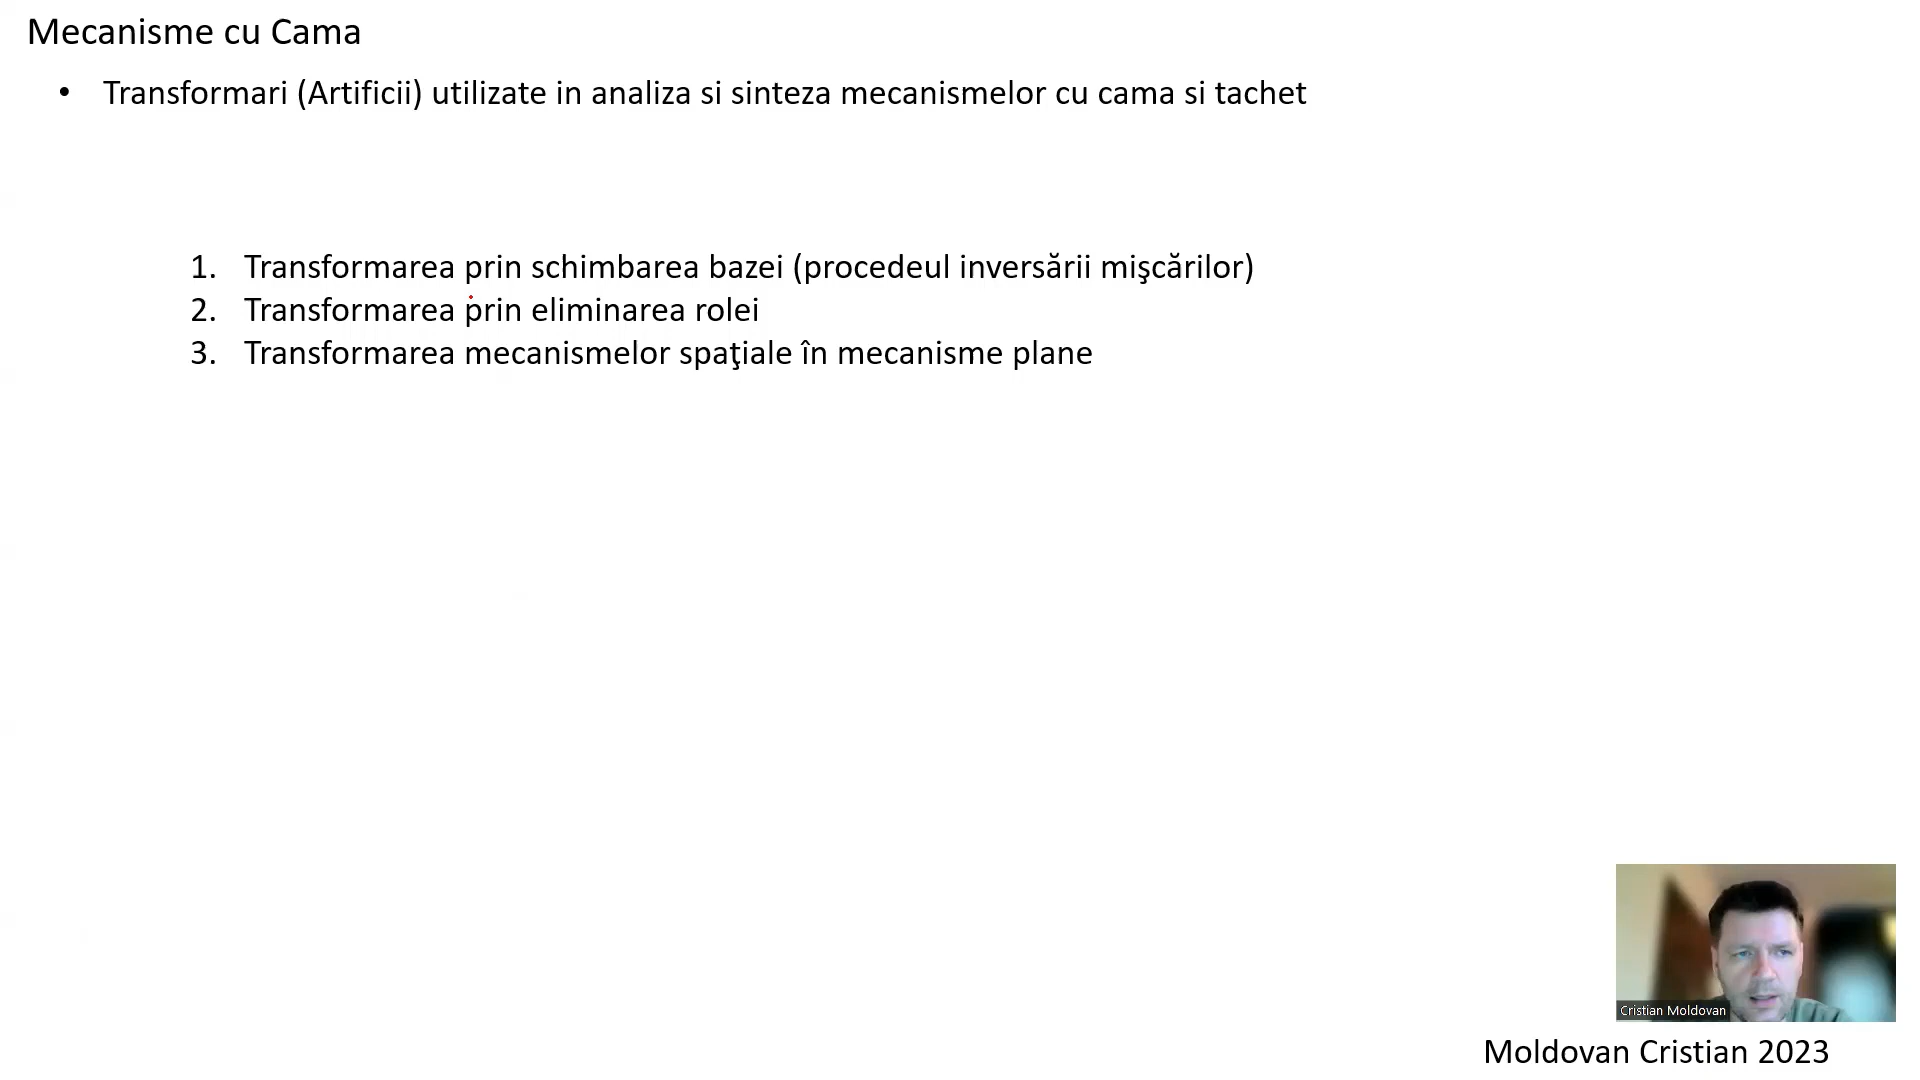 Mecanisme cu Cama
• Transformari (Artificii) utilizate in analiza si sinteza mecanismelor cu cama si tachet
1. Transformarea prin schimbarea bazei (procedeul inversării mişcărilor)
2. Transformarea prin eliminarea rolei
3. Transformarea mecanismelor spaţiale în mecanisme plane
Cristian Moldovan
Moldovan Cristian 2023